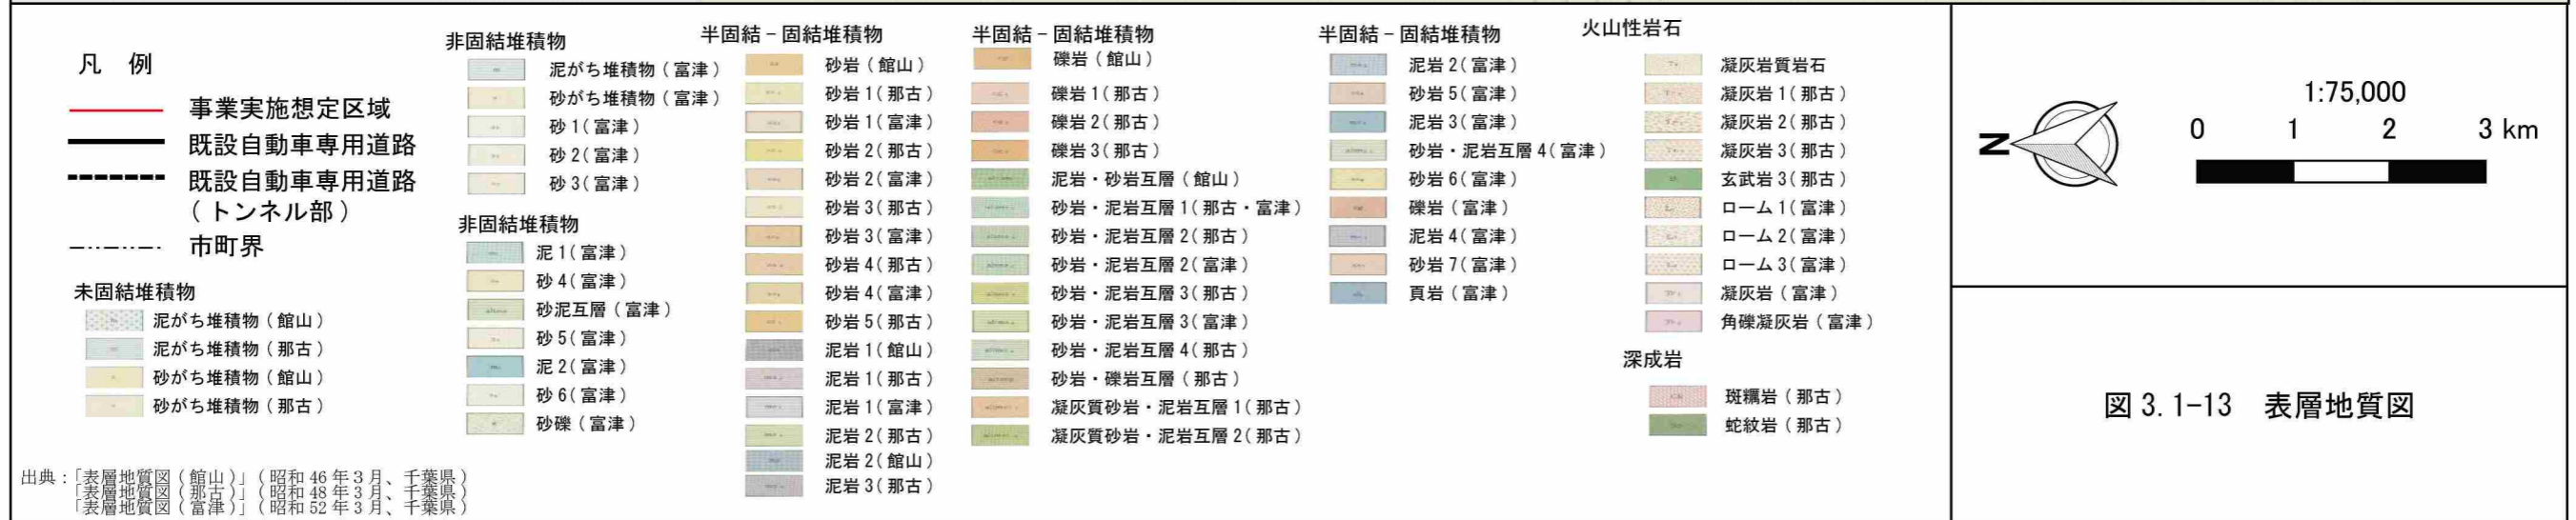 凡　例
事業実施想定区域
既設自動車専用道路
既設自動車専用道路
(トンネル部)
市町界
未固結堆積物
泥がち堆積物(館山)
泥がち堆積物(那古)
砂がち堆積物(館山)
砂がち堆積物(那古)
非固結堆積物
泥がち堆積物(富津)
砂がち堆積物(富津)
砂1(富津)
砂2(富津)
砂3(富津)
非固結堆積物
泥1(富津)
砂4(富津)
砂泥互層(富津)
砂5(富津)
泥2(富津)
砂6(富津)
砂礫(富津)
半固結−固結堆積物
砂岩(館山)
砂岩1(那古)
砂岩1(富津)
砂岩2(那古)
砂岩2(富津)
砂岩3(那古)
砂岩3(富津)
砂岩4(那古)
砂岩4(富津)
砂岩5(那古)
泥岩1(館山)
泥岩1(那古)
泥岩1(富津)
泥岩2(那古)
泥岩2(館山)
泥岩3(那古)
半固結−固結堆積物
礫岩(館山)
礫岩1(那古)
礫岩2(那古)
礫岩3(那古)
泥岩・砂岩互層(館山)
砂岩・泥岩互層1(那古・富津)
砂岩・泥岩互層2(那古)
砂岩・泥岩互層2(富津)
砂岩・泥岩互層3(那古)
砂岩・泥岩互層3(富津)
砂岩・泥岩互層4(那古)
砂岩・礫岩互層(那古)
凝灰質砂岩・泥岩互層1(那古)
凝灰質砂岩・泥岩互層2(那古)
半固結−固結堆積物
泥岩2(富津)
砂岩5(富津)
泥岩3(富津)
砂岩・泥岩互層4(富津)
砂岩6(富津)
礫岩(富津)
泥岩4(富津)
砂岩7(富津)
頁岩(富津)
火山性岩石
凝灰岩質岩石
凝灰岩1(那古)
凝灰岩2(那古)
凝灰岩3(那古)
玄武岩3(那古)
ローム1(富津)
ローム2(富津)
ローム3(富津)
凝灰岩(富津)
角礫凝灰岩(富津)
深成岩
斑糲岩(那古)
蛇紋岩(那古)
出典:「表層地質図(館山)」(昭和46年3月、千葉県)
「表層地質図(那古)」(昭和48年3月、千葉県)
「表層地質図(富津)」(昭和52年3月、千葉県)
N
1:75,000
0 1 2 3 km
図3.1-13　表層地質図